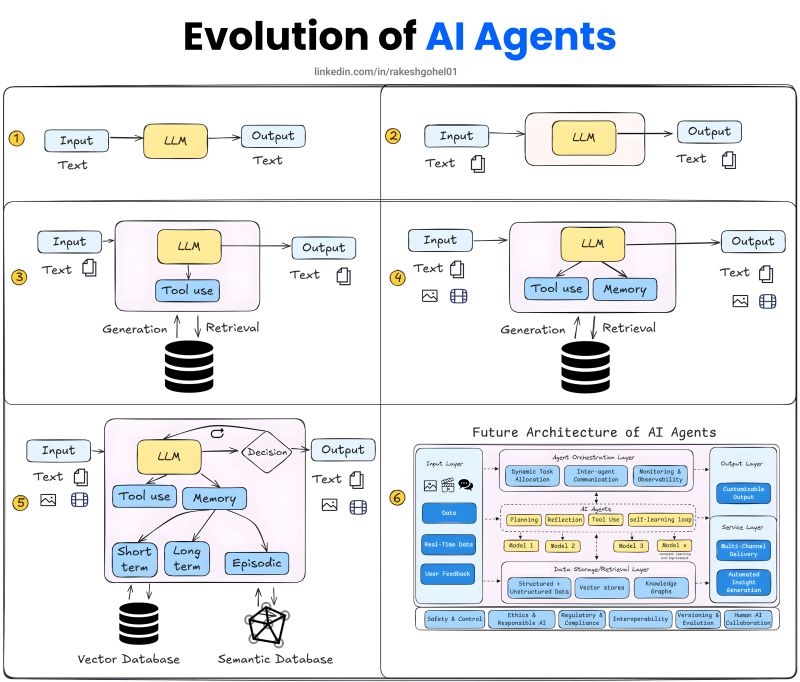 Evolution of AI Agents
linkedin.com/in/rakeshgohel01
1
Input
LLM
Output
Text
Text
2
Input
LLM
Output
Text
Text
3
Input
LLM
Output
Text
Text
Tool use
Generation
Retrieval
4
Input
LLM
Output
Text
Text
Tool use
Memory
Generation
Retrieval
5
Input
LLM
Decision
Output
Text
Text
Tool use
Memory
Short
term
Long
term
Episodic
Vector Database
Semantic Database
6
Future Architecture of AI Agents
Input Layer
Data
Real-Time Data
User Feedback
Agent Orchestration Layer
Dynamic Task
Allocation
Inter-agent
Communication
Monitoring &
Observability
AI Agents
Planning
Reflection
Tool Use
self-learning loop
Model 1
Model 2
Model 3
Model x
constant learning
and improvement
Data Storage/Retrieval Layer
Structured +
Unstructured Data
Vector stores
Knowledge
Graphs
Output Layer
Customizable
Output
Service Layer
Multi-Channel
Delivery
Automated
Insight
Generation
Safety & Control
Ethics &
Responsible AI
Regulatory &
Compliance
Interoperability
Versioning &
Evalution
Human AI
Collaboration